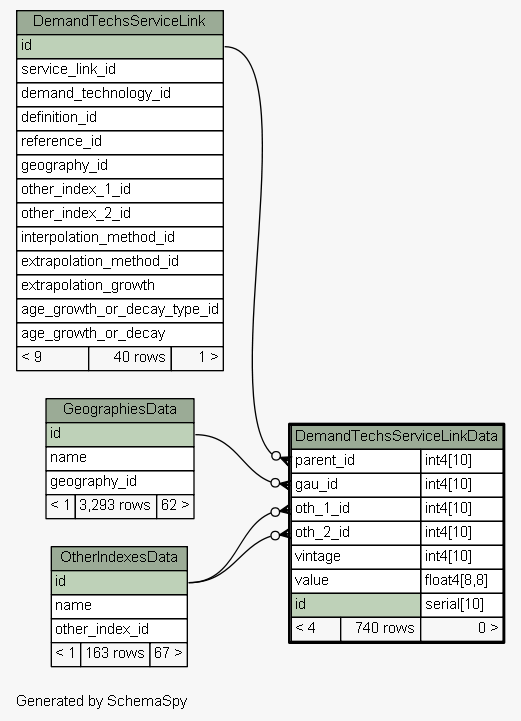 DemandTechsServiceLink
id
service_link_id
demand_technology_id
definition_id
reference_id
geography_id
other_index_1_id
other_index_2_id
interpolation_method_id
extrapolation_method_id
extrapolation_growth
age_growth_or_decay_type_id
age_growth_or_decay
< 9 40 rows 1 >
GeographiesData
id
name
geography_id
< 1 3,293 rows 62 >
DemandTechsServiceLinkData
parent_id int4[10]
gau_id int4[10]
oth_1_id int4[10]
oth_2_id int4[10]
vintage int4[10]
value float4[8,8]
id serial[10]
< 4 740 rows 0 >
OtherIndexesData
id
name
other_index_id
< 1 163 rows 67 >
Generated by SchemaSpy